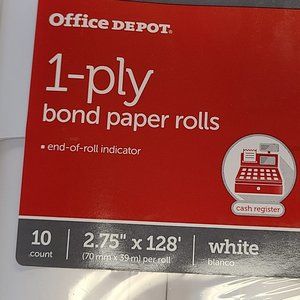 Office DEPOT®
1-ply
bond paper rolls
▪ end-of-roll indicator
cash register
10
count
2.75" x 128'
(70 mm x 39 m) per roll
white
blanco